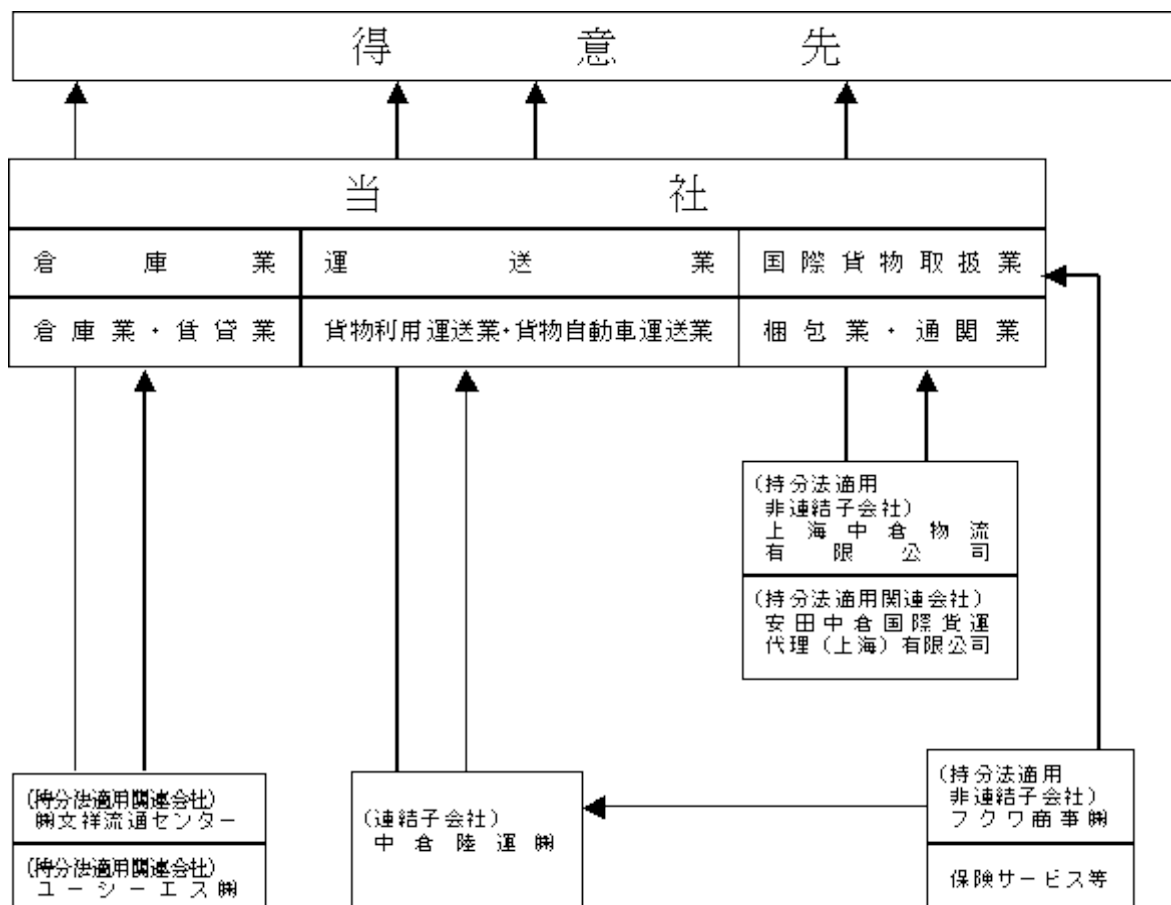 得意先
当社
倉庫業
運送業
国際貨物取扱業
倉庫業・賃貸業
貨物利用運送業・貨物自動車運送業
梱包業・通関業
(持分法適用
非連結子会社)
上海中倉物流
有限公司
(持分法適用関連会社)
安田中倉国際貨運
代理(上海)有限公司
(持分法適用関連会社)
㈱文祥流通センター
(持分法適用関連会社)
ユーシーエス㈱
(連結子会社)
中倉陸運㈱
(持分法適用
非連結子会社)
フクワ商事㈱
保険サービス等